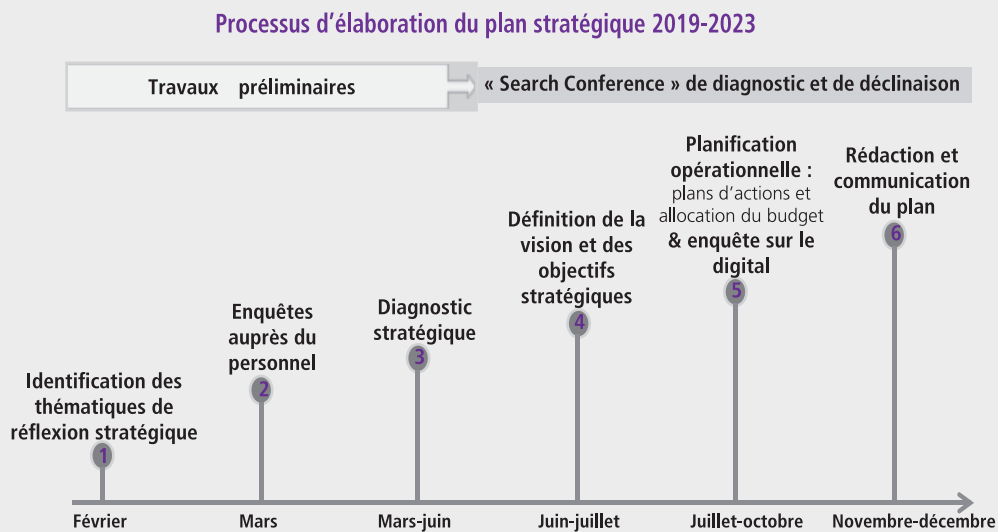 Processus d'élaboration du plan stratégique 2019-2023
Travaux préliminaires
« Search Conference » de diagnostic et de déclinaison
Identification des
thématiques de
réflexion stratégique
1
Février
Enquêtes
auprès du
personnel
2
Mars
Diagnostic
stratégique
3
Mars-juin
Définition de la
vision et des
objectifs
stratégiques
4
Juin-juillet
Planification
opérationnelle :
plans d'actions et
allocation du budget
& enquête sur le
digital
5
Juillet-octobre
Rédaction et
communication
du plan
6
Novembre-décembre